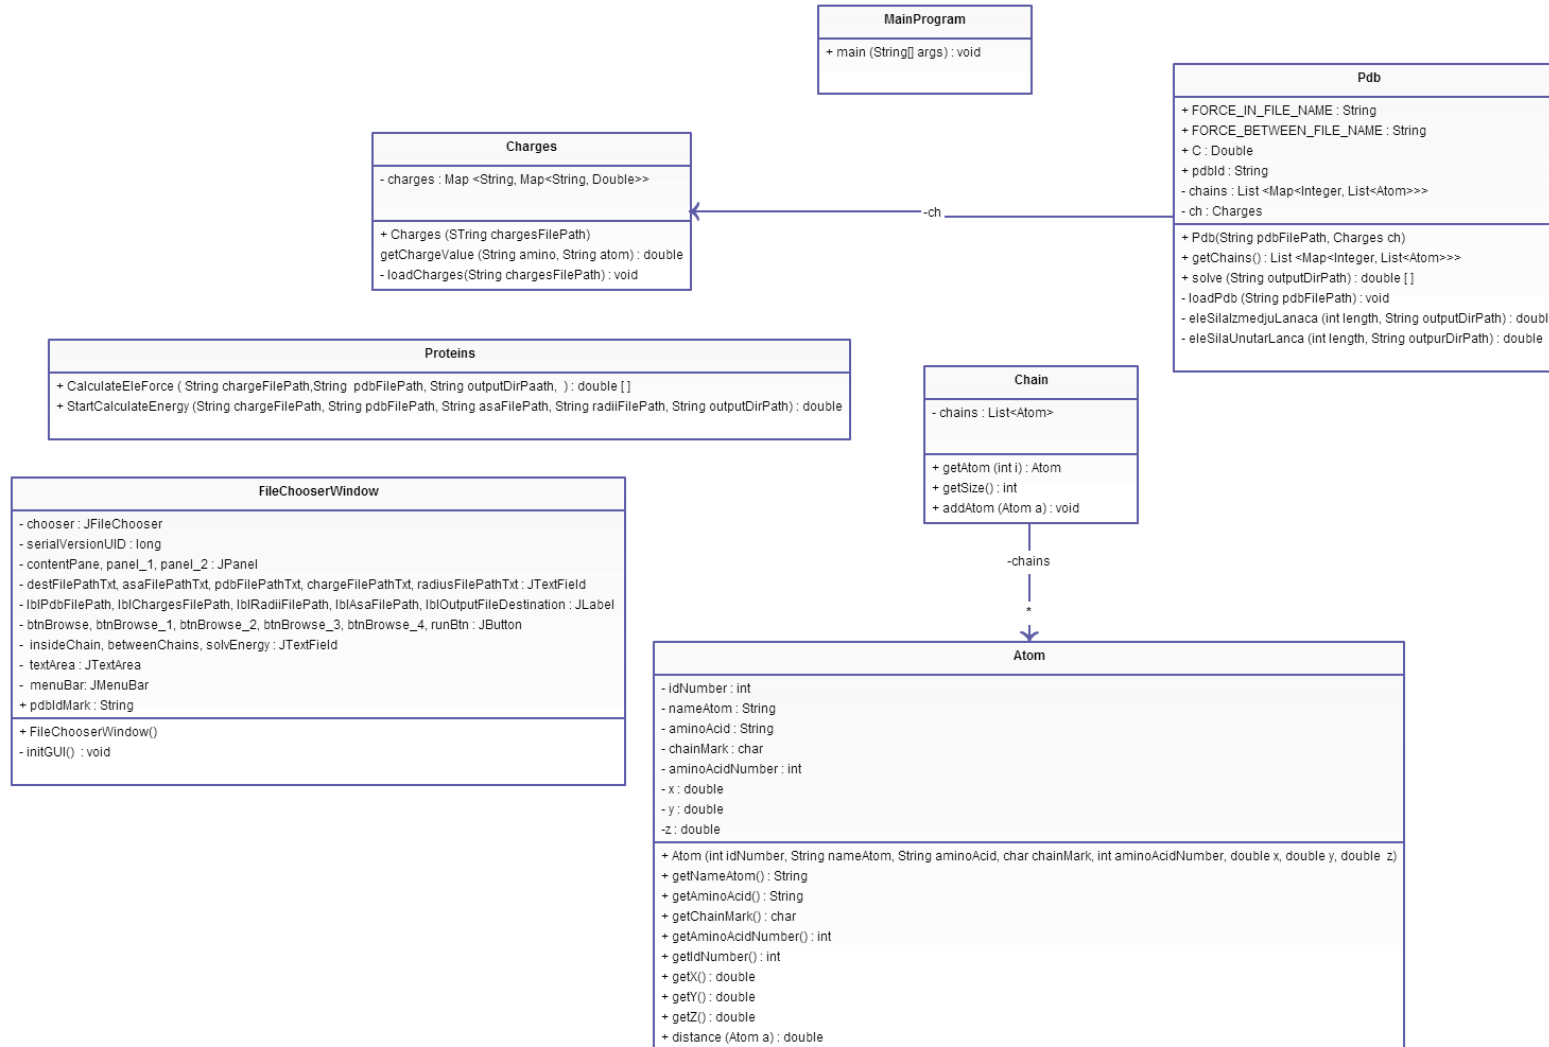 MainProgram
+ main (String[] args) : void
Pdb
+ FORCE_IN_FILE_NAME : String
+ FORCE_BETWEEN_FILE_NAME : String
+ C : Double
+ pdbId : String
- chains : List <Map<Integer, List<Atom>>>
- ch : Charges
+ Pdb(String pdbFilePath, Charges ch)
+ getChains() : List <Map<Integer, List<Atom>>>
+ solve (String outputDirPath) : double [ ]
- loadPdb (String pdbFilePath) : void
- eleSilaIzmedjuLanaca (int length, String outputDirPath) : doubl
- eleSilaUnutarLanca (int length, String outpurDirPath) : double
Charges
- charges : Map <String, Map<String, Double>>
+ Charges (STring chargesFilePath)
getChargeValue (String amino, String atom) : double
- loadCharges(String chargesFilePath) : void
-ch
Proteins
+ CalculateEleForce ( String chargeFilePath,String pdbFilePath, String outputDirPaath, ) : double [ ]
+ StartCalculateEnergy (String chargeFilePath, String pdbFilePath, String asaFilePath, String radiiFilePath, String outputDirPath) : double
Chain
- chains : List<Atom>
+ getAtom (int i) : Atom
+ getSize() : int
+ addAtom (Atom a) : void
-chains
*
FileChooserWindow
- chooser : JFileChooser
- serialVersionUID : long
- contentPane, panel_1, panel_2 : JPanel
- destFilePathTxt, asaFilePathTxt, pdbFilePathTxt, chargeFilePathTxt, radiusFilePathTxt : JTextField
- lblPdbFilePath, lblChargesFilePath, lblRadiiFilePath, lblAsaFilePath, lblOutputFileDestination : JLabel
- btnBrowse, btnBrowse_1, btnBrowse_2, btnBrowse_3, btnBrowse_4, runBtn : JButton
- insideChain, betweenChains, solvEnergy : JTextField
- textArea : JTextArea
- menuBar: JMenuBar
+ pdbIdMark : String
+ FileChooserWindow()
- initGUI() : void
Atom
- idNumber : int
- nameAtom : String
- aminoAcid : String
- chainMark : char
- aminoAcidNumber : int
- x : double
- y : double
-z : double
+ Atom (int idNumber, String nameAtom, String aminoAcid, char chainMark, int aminoAcidNumber, double x, double y, double z)
+ getNameAtom() : String
+ getAminoAcid() : String
+ getChainMark() : char
+ getAminoAcidNumber() : int
+ getIdNumber() : int
+ getX() : double
+ getY() : double
+ getZ() : double
+ distance (Atom a) : double